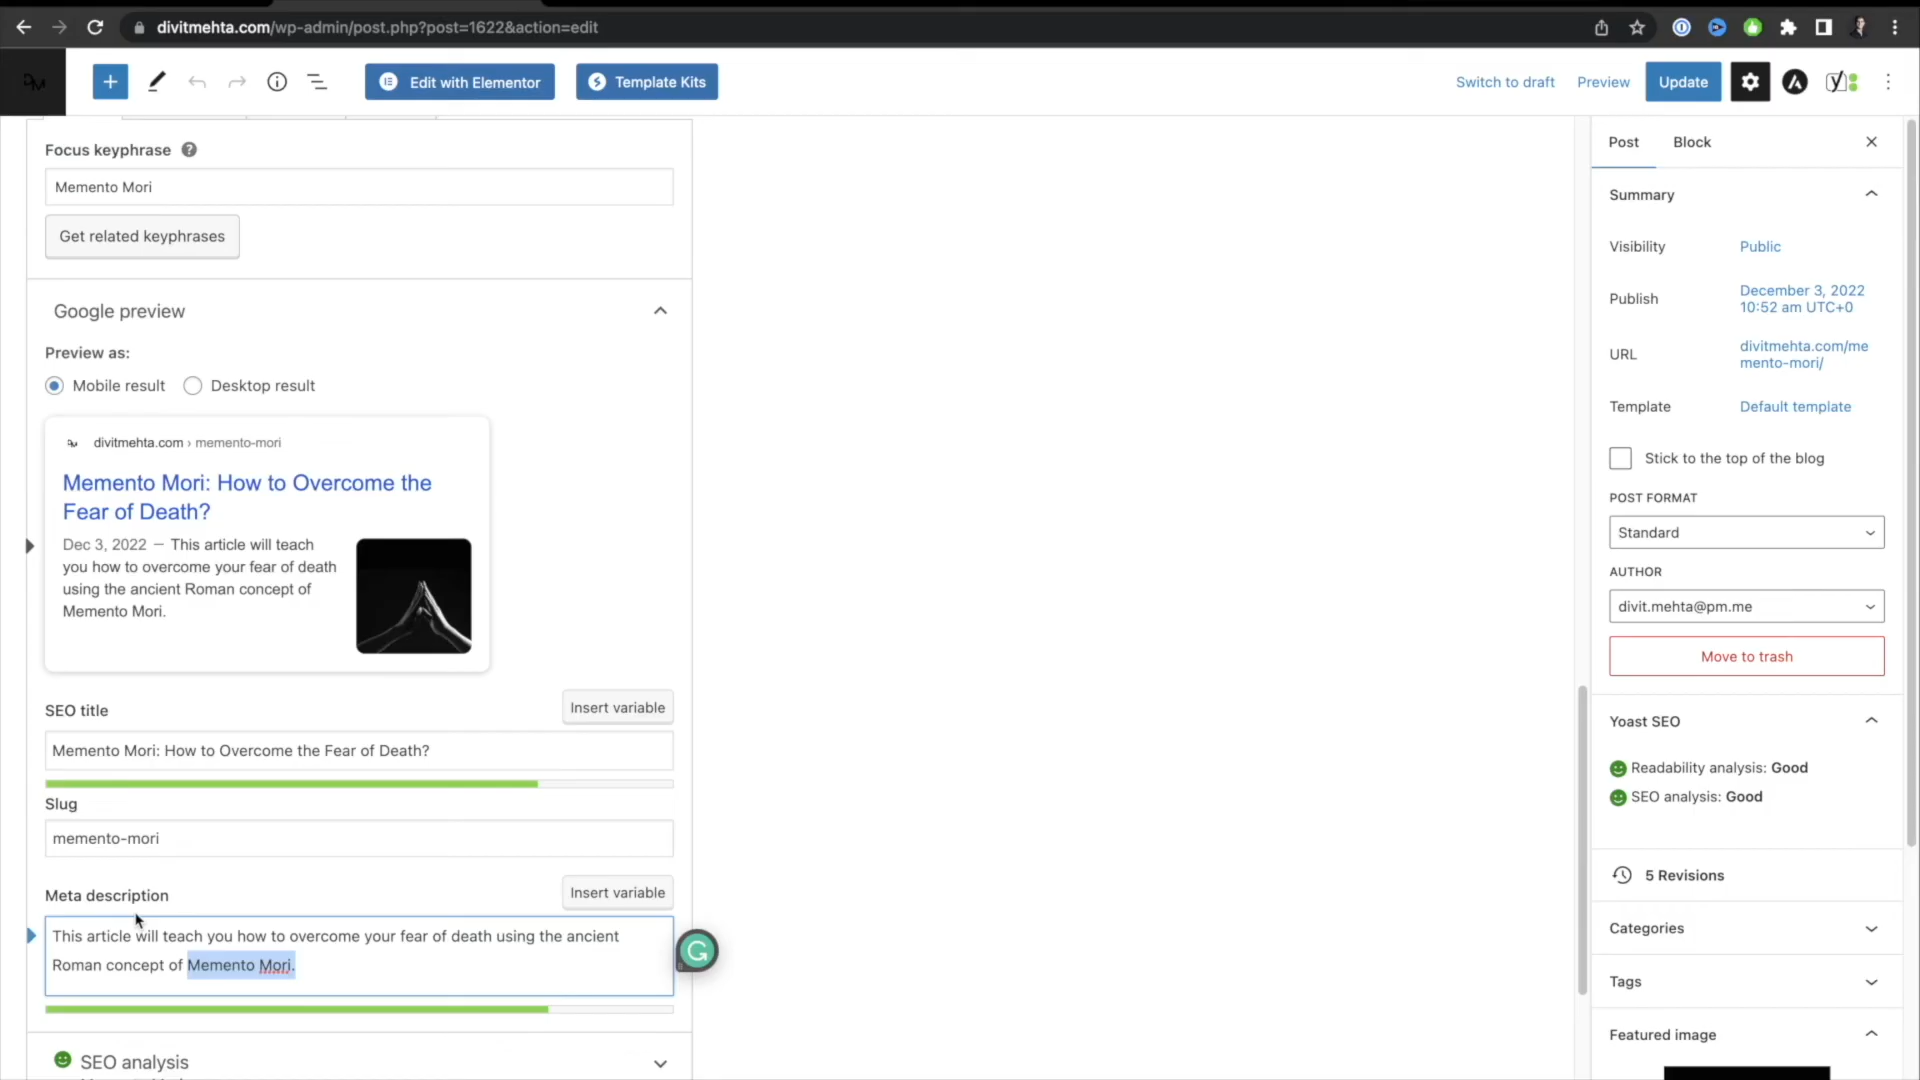 divitmehta.com/wp-admin/post.php?post=1622&action=edit
Edit with Elementor
Template Kits
Switch to draft
Preview
Update
Focus keyphrase
Memento Mori
Get related keyphrases
Google preview
Preview as:
Mobile result
Desktop result
divitmehta.com › memento-mori
Memento Mori: How to Overcome the
Fear of Death?
Dec 3, 2022 – This article will teach
you how to overcome your fear of death
using the ancient Roman concept of
Memento Mori.
SEO title
Insert variable
Memento Mori: How to Overcome the Fear of Death?
Slug
memento-mori
Meta description
Insert variable
This article will teach you how to overcome your fear of death using the ancient
Roman concept of Memento Mori.
SEO analysis
Post
Block
Summary
Visibility
Public
Publish
December 3, 2022
10:52 am UTC+0
URL
divitmehta.com/me
mento-mori/
Template
Default template
Stick to the top of the blog
POST FORMAT
Standard
AUTHOR
divit.mehta@pm.me
Move to trash
Yoast SEO
Readability analysis: Good
SEO analysis: Good
5 Revisions
Categories
Tags
Featured image